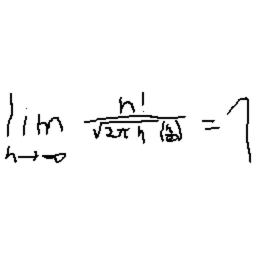 lim n→∞ n! / √2πn (n/e) = 1